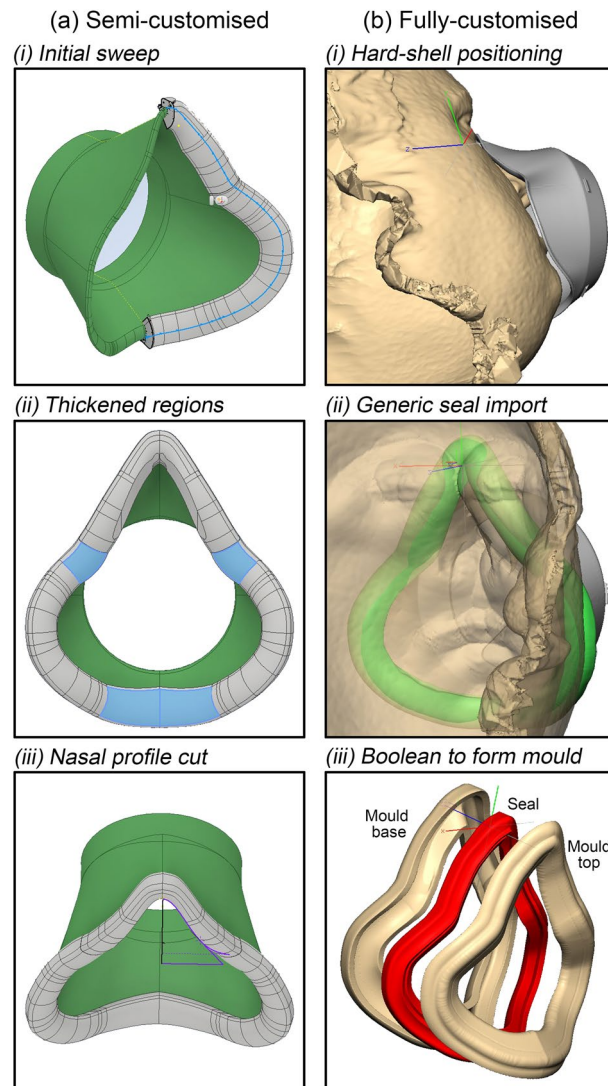 (a) Semi-customised
(b) Fully-customised
(i) Initial sweep
(i) Hard-shell positioning
(ii) Thickened regions
(ii) Generic seal import
(iii) Nasal profile cut
(iii) Boolean to form mould
Mould
base
Seal
Mould
top